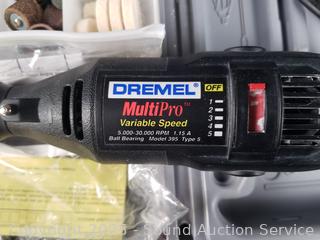 DREMEL
MultiPro™
Variable Speed
5,000-30,000 RPM 1.15 A
Ball Bearing Model 395 Type 5
OFF
1
2
3
4
5
Sound Auction Service